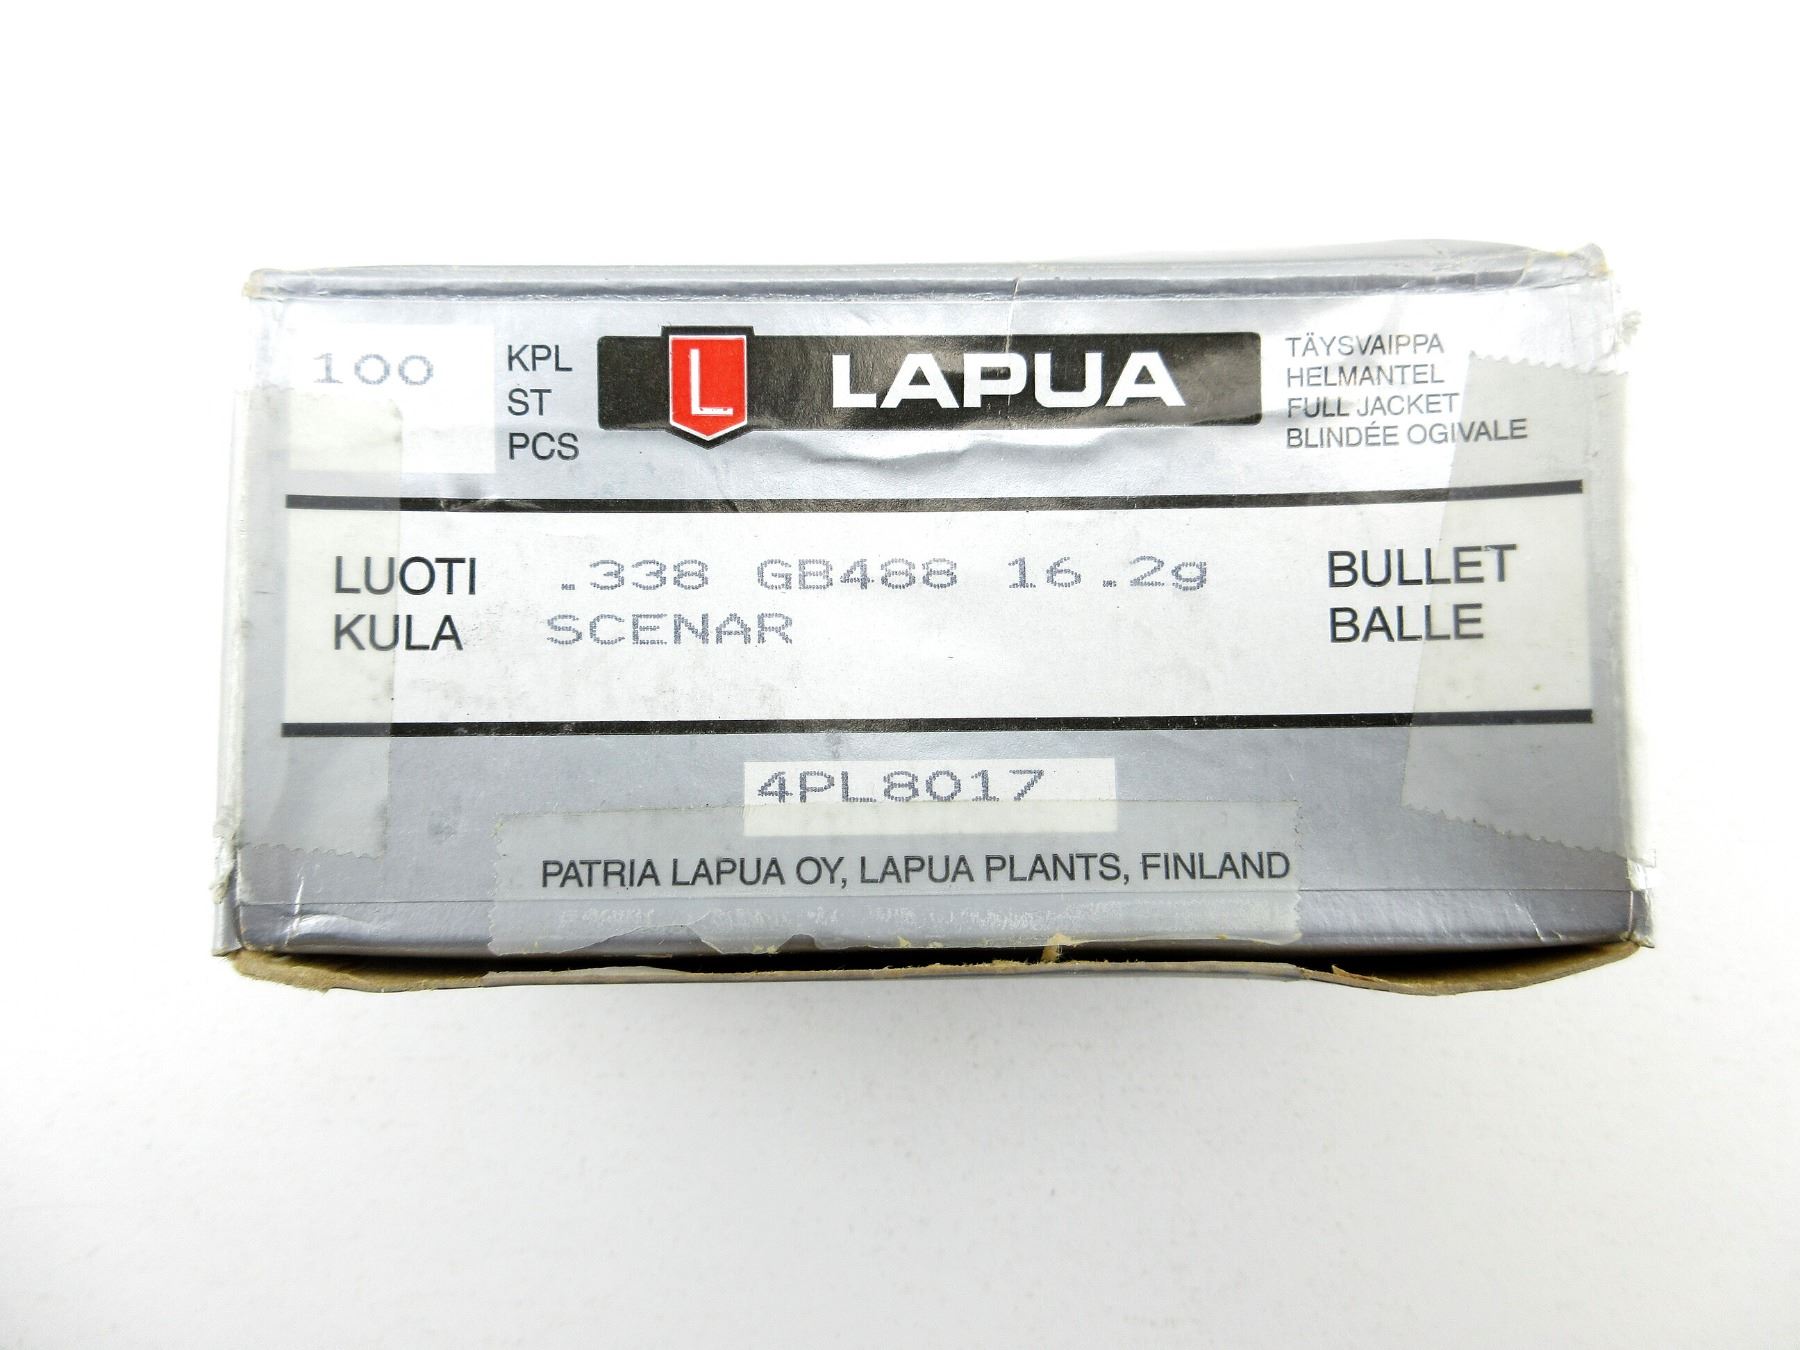 100
KPL
ST
PCS
L LAPUA
TÄYSVAIPPA
HELMANTEL
FULL JACKET
BLINDÉE OGIVALE
LUOTI
KULA
.338 GB488 16.2g
SCENAR
BULLET
BALLE
4PL8017
PATRIA LAPUA OY, LAPUA PLANTS, FINLAND